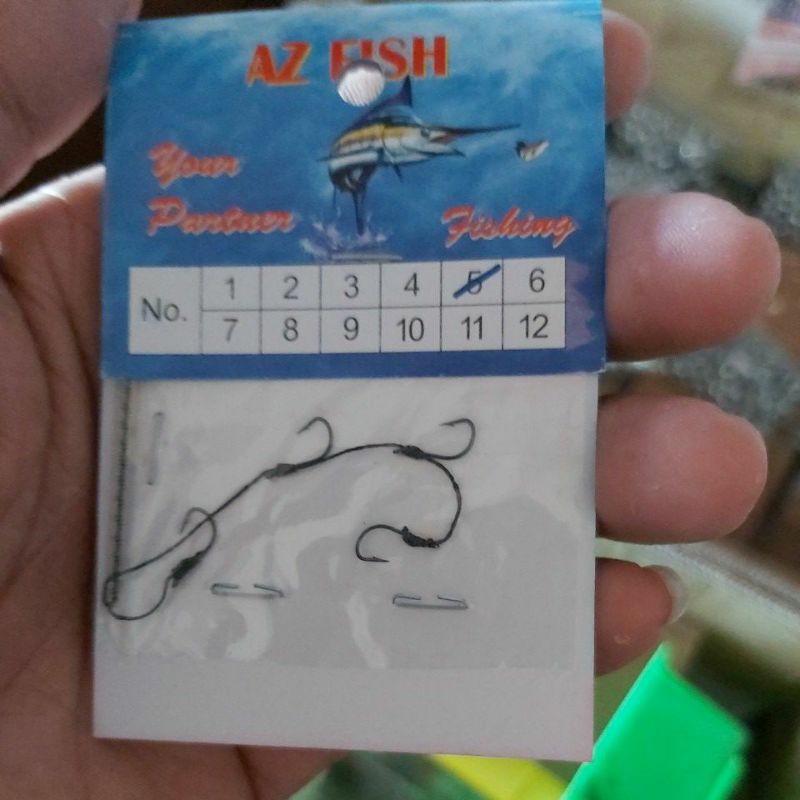 AZ FISH
Your
Partner Fishing
No. 1 2 3 4 5 6
7 8 9 10 11 12